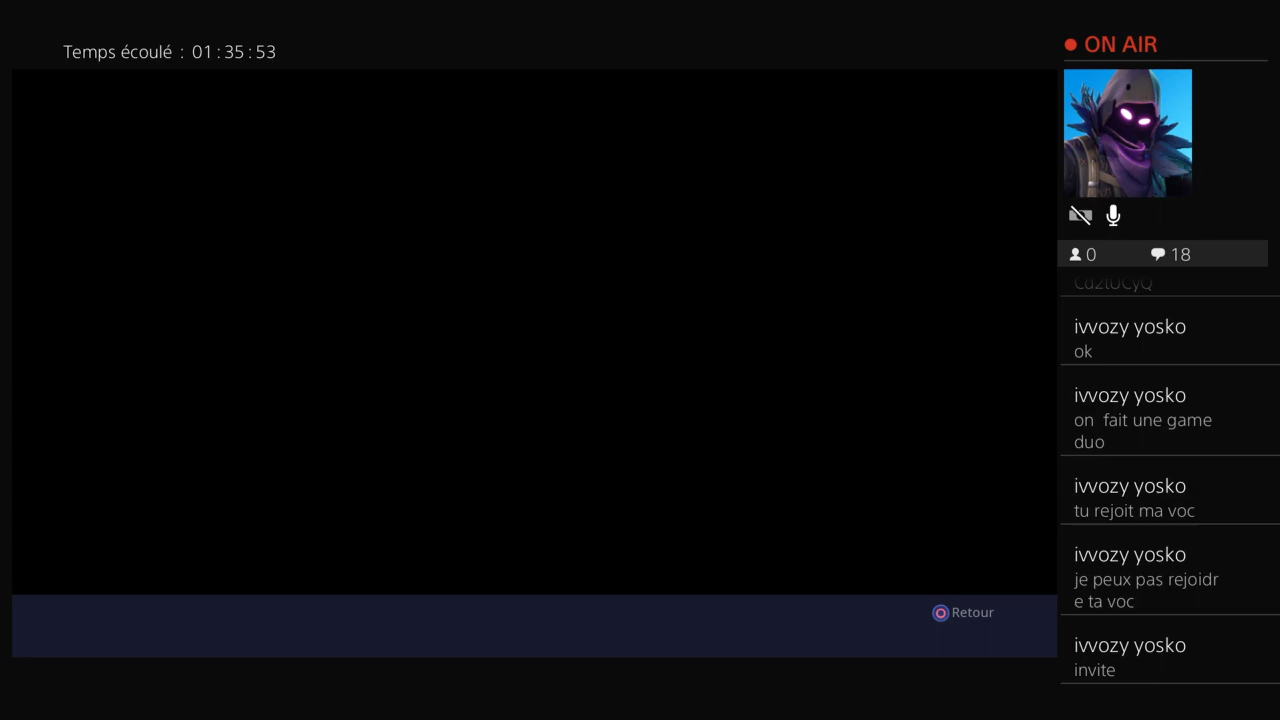 Temps écoulé : 01:35:53
ON AIR
0 18
ivvozy yosko
ok
ivvozy yosko
on fait une game
duo
ivvozy yosko
tu rejoit ma voc
ivvozy yosko
je peux pas rejoidr
e ta voc
ivvozy yosko
invite
Retour